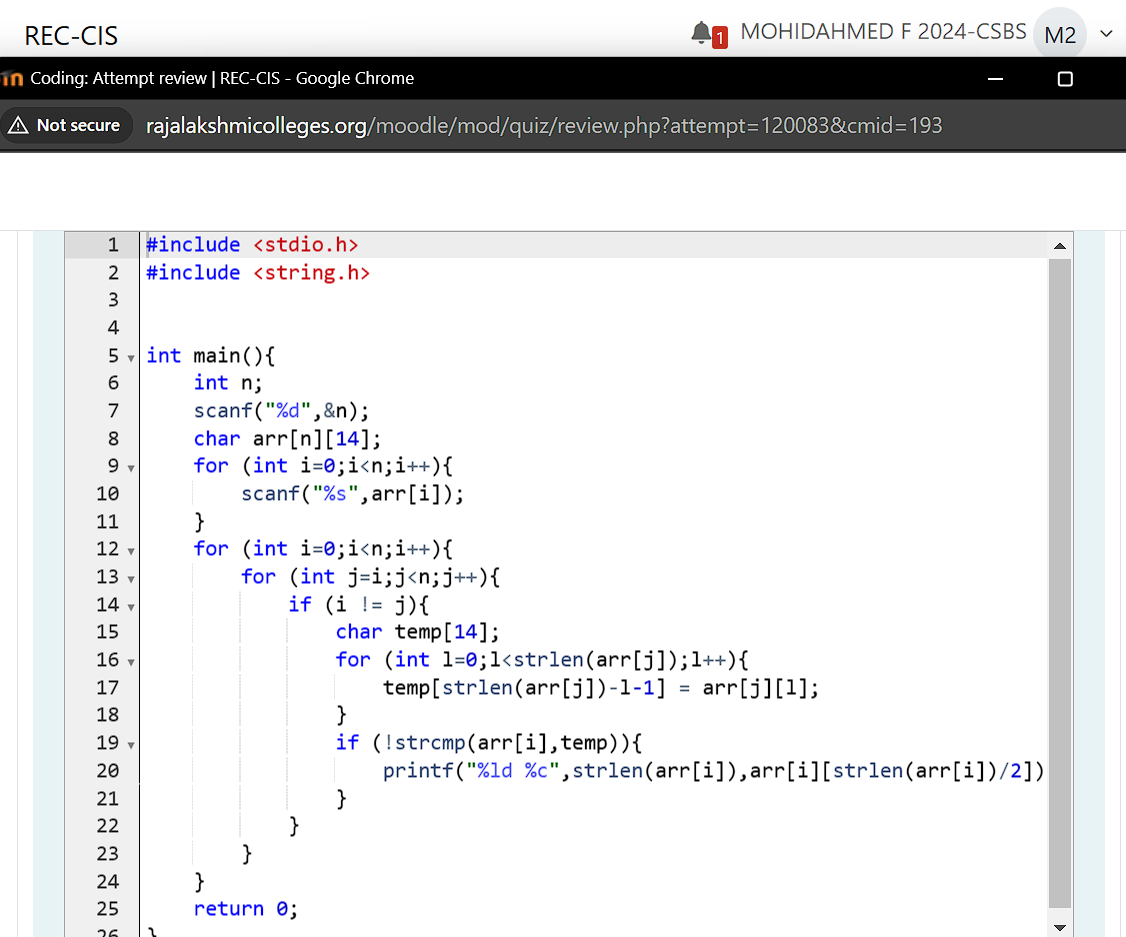 REC-CIS
1 MOHIDAHMED F 2024-CSBS M2
Coding: Attempt review | REC-CIS - Google Chrome
Not secure rajalakshmicolleges.org/moodle/mod/quiz/review.php?attempt=120083&cmid=193
1 #include <stdio.h>
2 #include <string.h>
3
4
5 int main(){
6     int n;
7     scanf("%d",&n);
8     char arr[n][14];
9     for (int i=0;i<n;i++){
10         scanf("%s",arr[i]);
11     }
12     for (int i=0;i<n;i++){
13         for (int j=i;j<n;j++){
14             if (i != j){
15                 char temp[14];
16                 for (int l=0;l<strlen(arr[j]);l++){
17                     temp[strlen(arr[j])-l-1] = arr[j][l];
18                 }
19                 if (!strcmp(arr[i],temp)){
20                     printf("%ld %c",strlen(arr[i]),arr[i][strlen(arr[i])/2])
21                 }
22             }
23         }
24     }
25     return 0;
26 }